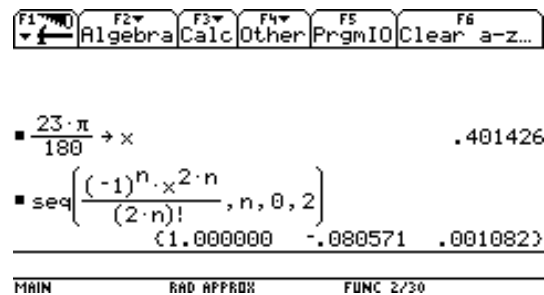 F1 F2 Algebra F3 Calc F4 Other F5 PrgmIO F6 Clear a-z…
▪ 23·π/180 → x .401426
▪ seq((-1)^n·x^(2·n)/(2·n)!, n, 0, 2)
{1.000000 -.080571 .001082}
MAIN RAD APPROX FUNC 2/30